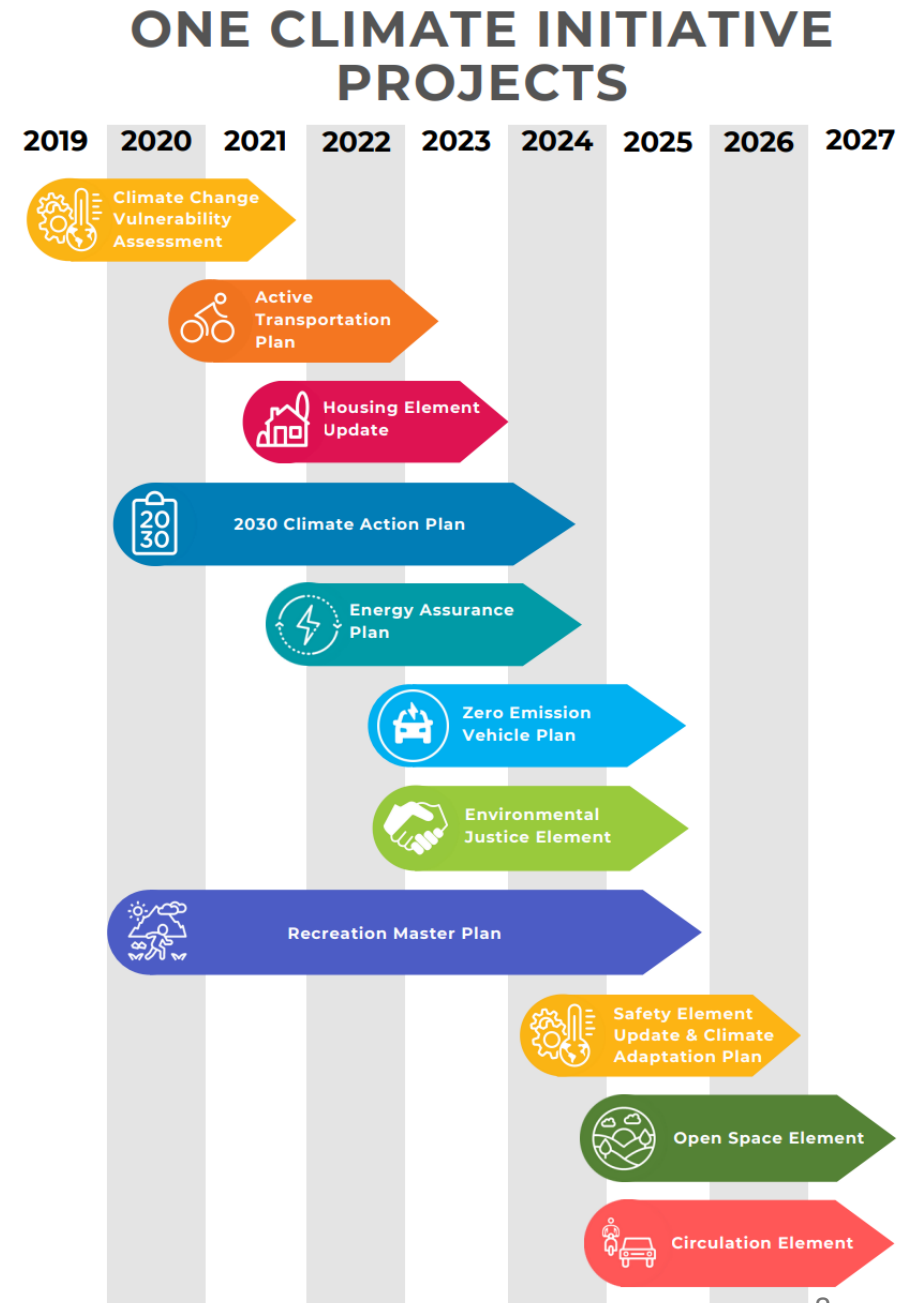 ONE CLIMATE INITIATIVE
PROJECTS
2019 2020 2021 2022 2023 2024 2025 2026 2027
Climate Change
Vulnerability
Assessment
Active
Transportation
Plan
Housing Element
Update
20
30
2030 Climate Action Plan
Energy Assurance
Plan
Zero Emission
Vehicle Plan
Environmental
Justice Element
Recreation Master Plan
Safety Element
Update & Climate
Adaptation Plan
Open Space Element
Circulation Element